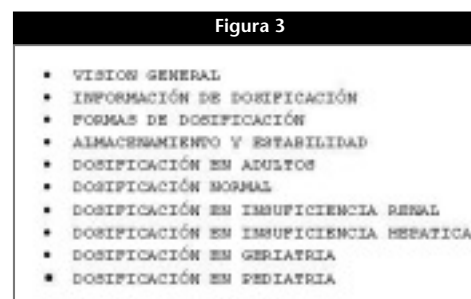 Figura 3
• VISION GENERAL
• INFORMACIÓN DE DOSIFICACIÓN
• FORMAS DE DOSIFICACIÓN
• ALMACENAMIENTO Y ESTABILIDAD
• DOSIFICACIÓN EN ADULTOS
• DOSIFICACIÓN NORMAL
• DOSIFICACIÓN EN INSUFICIENCIA RENAL
• DOSIFICACIÓN EN INSUFICIENCIA HEPATICA
• DOSIFICACIÓN EN GERIATRIA
• DOSIFICACIÓN EN PEDIATRIA